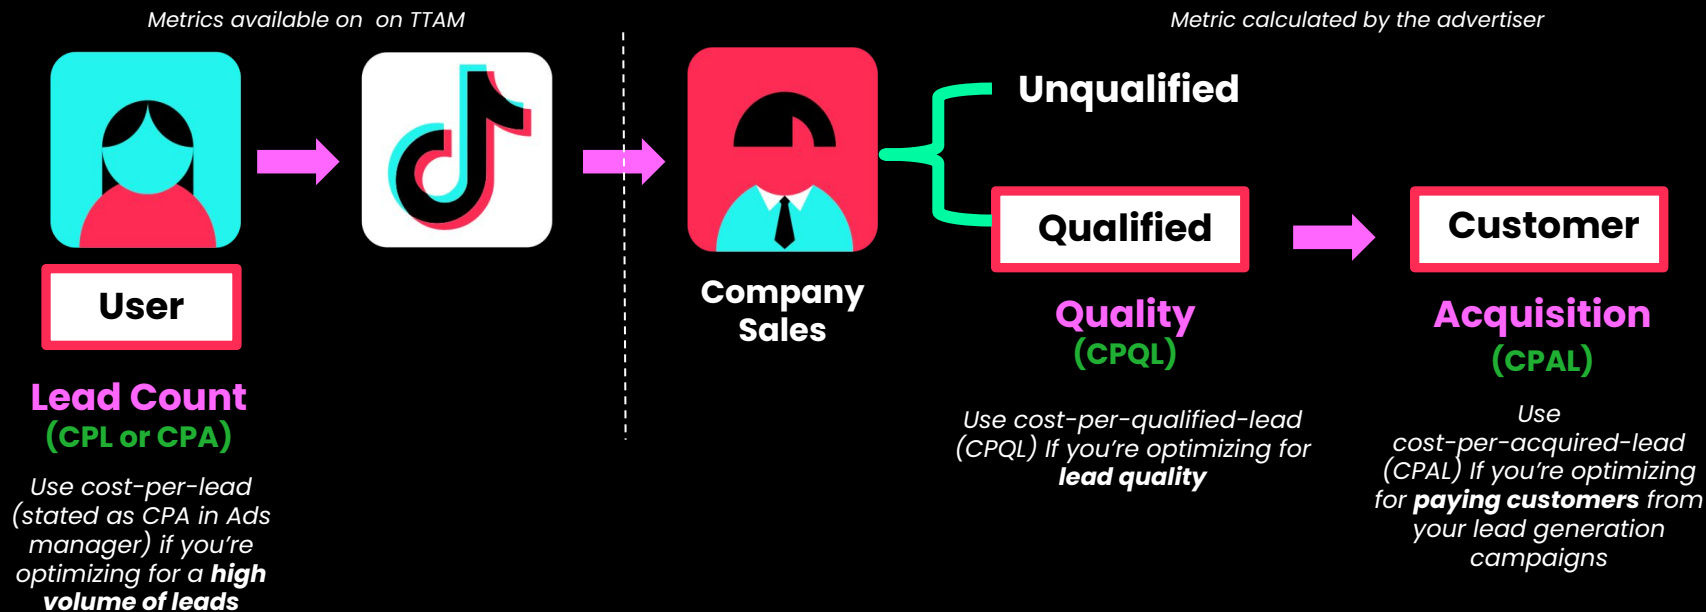 Metrics available on  on TTAM
Metric calculated by the advertiser
User
Lead Count
(CPL or CPA)
Use cost-per-lead
(stated as CPA in Ads
manager) if you’re
optimizing for a high
volume of leads
Company
Sales
Unqualified
Qualified
Quality
(CPQL)
Use cost-per-qualified-lead
(CPQL) If you’re optimizing for
lead quality
Customer
Acquisition
(CPAL)
Use
cost-per-acquired-lead
(CPAL) If you’re optimizing
for paying customers from
your lead generation
campaigns